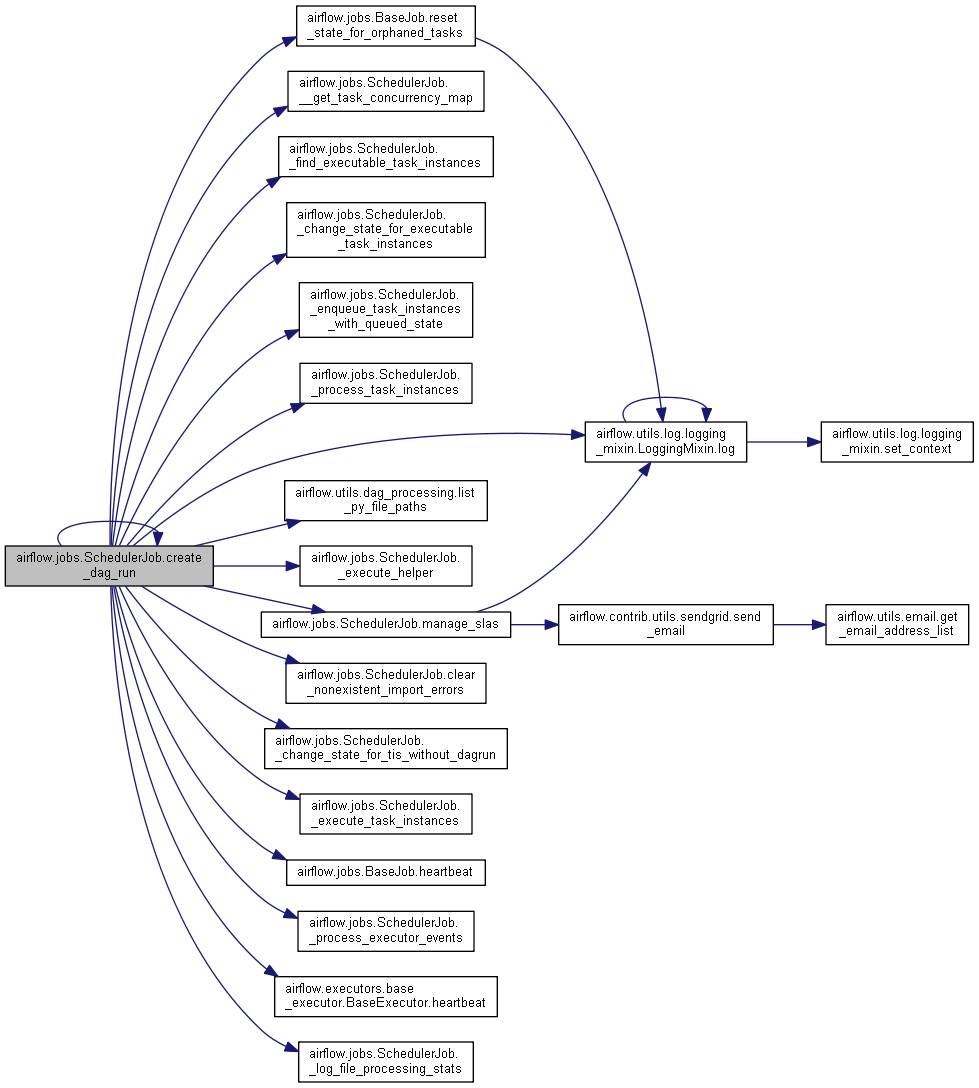 airflow.jobs.BaseJob.reset
_state_for_orphaned_tasks
airflow.jobs.SchedulerJob.
__get_task_concurrency_map
airflow.jobs.SchedulerJob.
_find_executable_task_instances
airflow.jobs.SchedulerJob.
_change_state_for_executable
_task_instances
airflow.jobs.SchedulerJob.
_enqueue_task_instances
_with_queued_state
airflow.jobs.SchedulerJob.
_process_task_instances
airflow.utils.log.logging
_mixin.LoggingMixin.log
airflow.utils.log.logging
_mixin.set_context
airflow.utils.dag_processing.list
_py_file_paths
airflow.jobs.SchedulerJob.create
_dag_run
airflow.jobs.SchedulerJob.
_execute_helper
airflow.jobs.SchedulerJob.manage_slas
airflow.contrib.utils.sendgrid.send
_email
airflow.utils.email.get
_email_address_list
airflow.jobs.SchedulerJob.clear
_nonexistent_import_errors
airflow.jobs.SchedulerJob.
_change_state_for_tis_without_dagrun
airflow.jobs.SchedulerJob.
_execute_task_instances
airflow.jobs.BaseJob.heartbeat
airflow.jobs.SchedulerJob.
_process_executor_events
airflow.executors.base
_executor.BaseExecutor.heartbeat
airflow.jobs.SchedulerJob.
_log_file_processing_stats